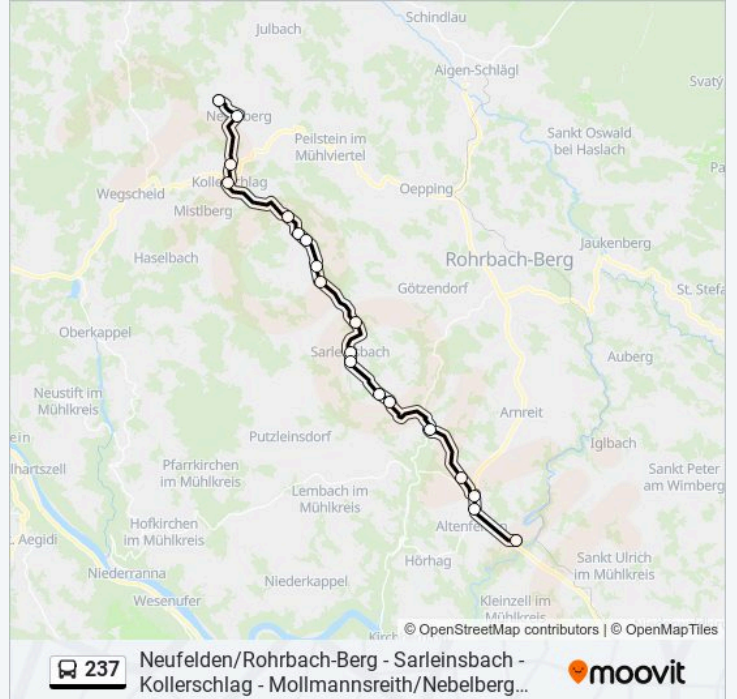 Schindlau
Julbach
Aigen-Schlägl
Svatý
Peilstein im
Mühlviertel
Sankt Oswald
bei Haslach
Wegscheid
Oepping
Mistlberg
Jaukenberg
Haselbach
Rohrbach-Berg
Götzendorf
Oberkappel
Auberg
Neustift im
Mühlkreis
Arnreit
Putzleinsdorf
Iglbach
lhartszell
Pfarrkirchen
im Mühlkreis
Sankt Peter
am Wimberg
Lembach im
Mühlkreis
Hofkirchen
im Mühlkreis
Aegidi
Hörhag
Sankt Ulrich
im Mühlkreis
Niederranna
Niederkappel
Wesenufer
Kleinzell im
Mühlkreis
© OpenStreetMap contributors | © OpenMapTiles
237
Neufelden/Rohrbach-Berg - Sarleinsbach -
Kollerschlag - Mollmannsreith/Nebelberg...
moovit